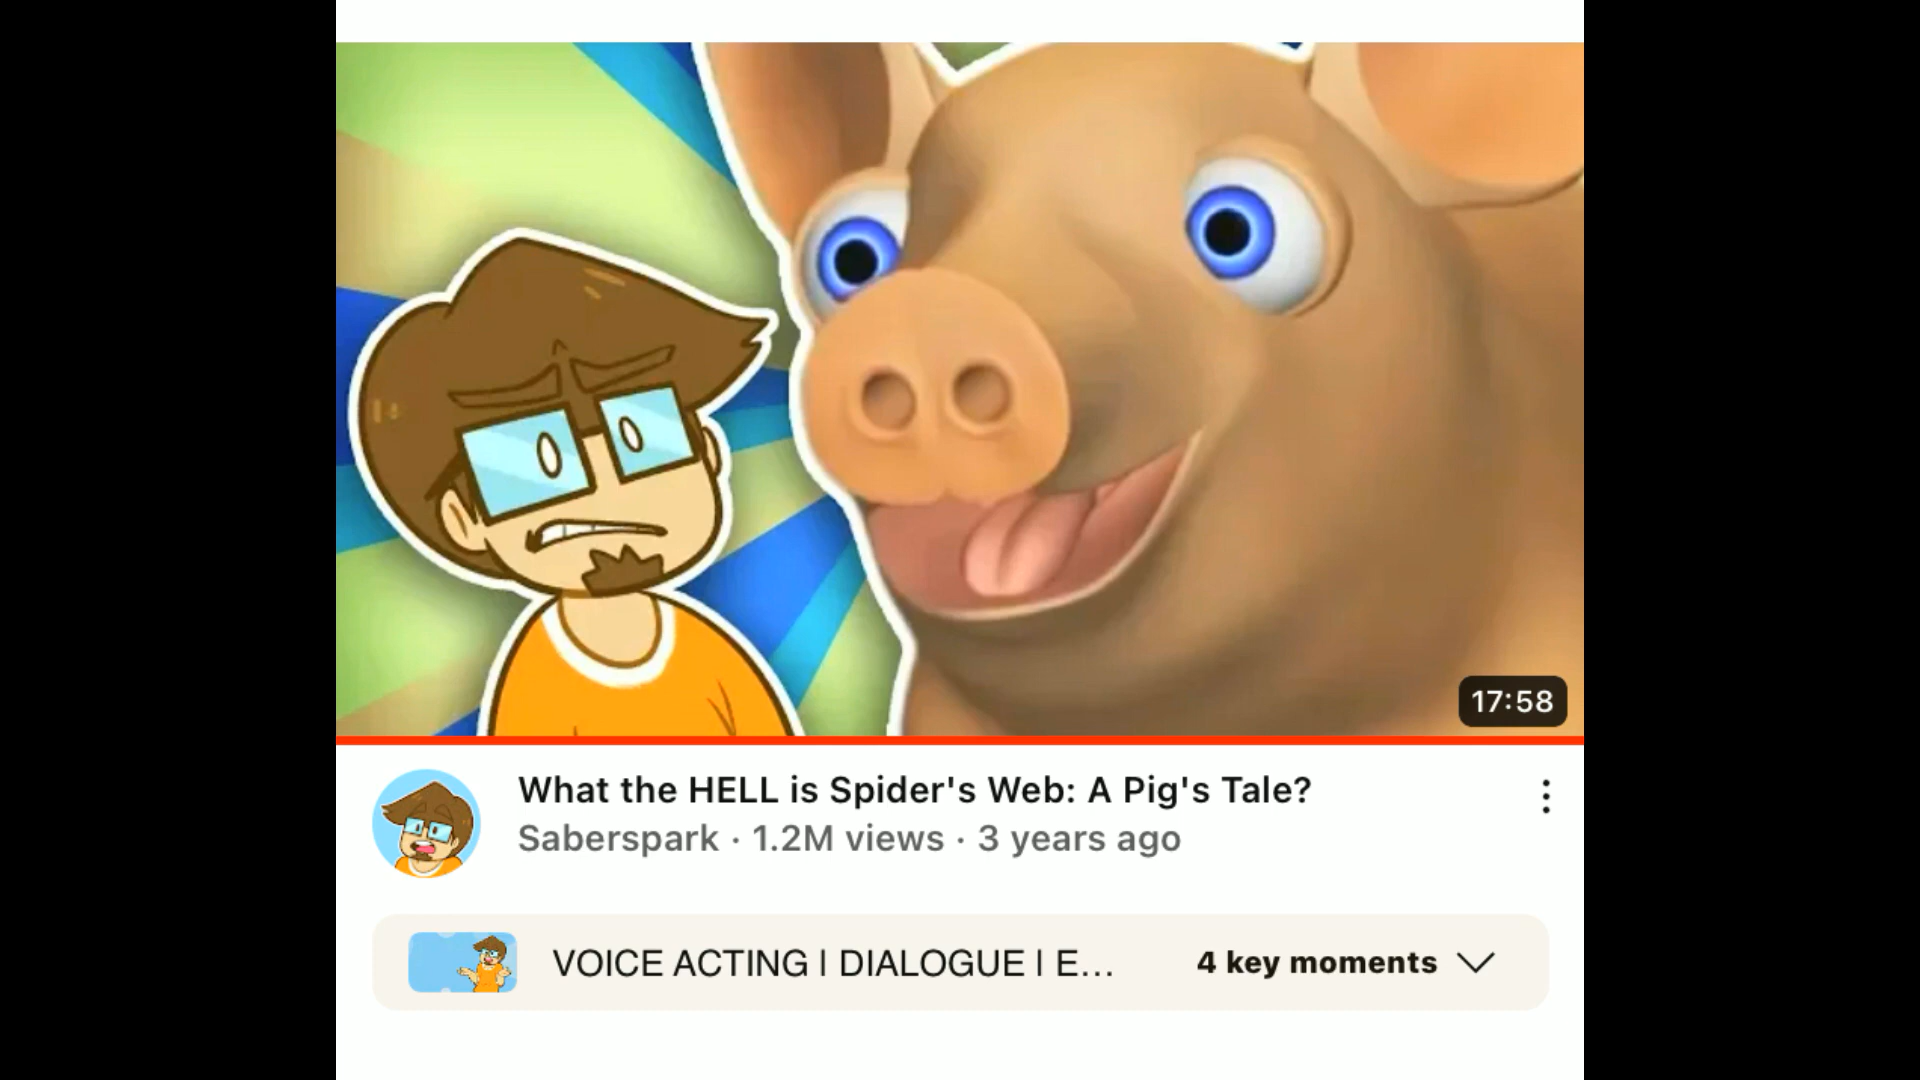 17:58
What the HELL is Spider's Web: A Pig's Tale?
Saberspark · 1.2M views · 3 years ago
VOICE ACTING | DIALOGUE | E... 4 key moments